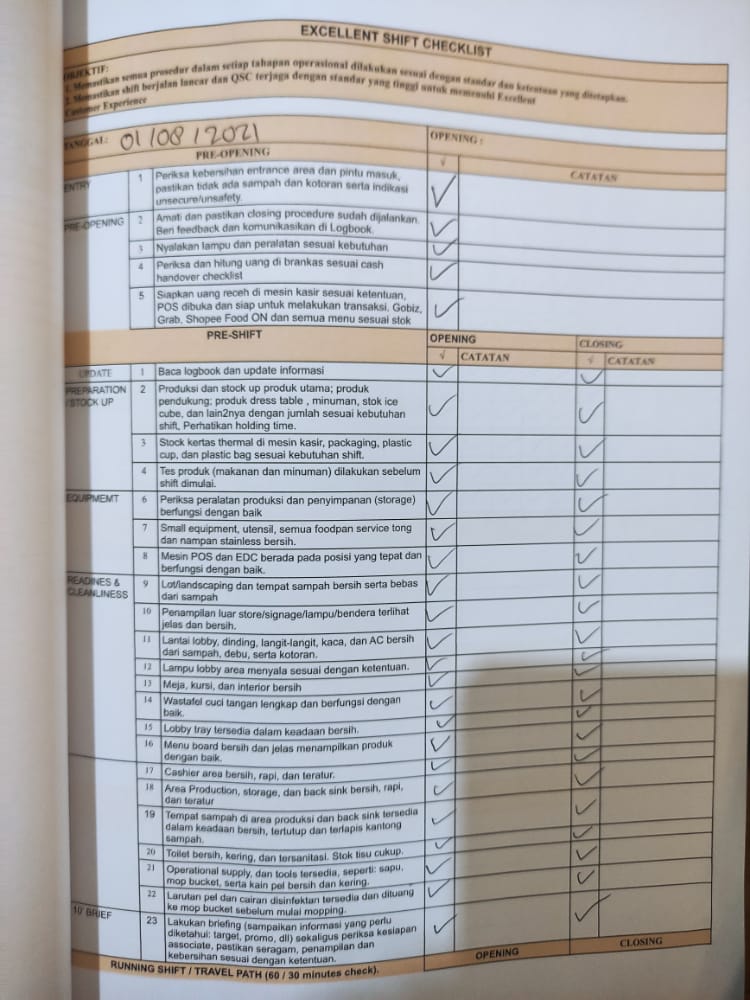 EXCELLENT SHIFT CHECKLIST
OBJEKTIF:
1. Memastikan semua prosedur dalam setiap tahapan operasional dilakukan sesuai dengan standar dan ketentuan yang ditetapkan.
2. Memastikan shift berjalan lancar dan QSC terjaga dengan standar yang tinggi untuk memenuhi Excellent
Customer Experience
TANGGAL: 01/08/2021 OPENING :
PRE-OPENING √ CATATAN
ENTRY 1 Periksa kebersihan entrance area dan pintu masuk,
pastikan tidak ada sampah dan kotoran serta indikasi
unsecure/unsafety. ✓
PRE-OPENING 2 Amati dan pastikan closing procedure sudah dijalankan.
Beri feedback dan komunikasikan di Logbook. ✓
3 Nyalakan lampu dan peralatan sesuai kebutuhan ✓
4 Periksa dan hitung uang di brankas sesuai cash
handover checklist ✓
5 Siapkan uang receh di mesin kasir sesuai ketentuan,
POS dibuka dan siap untuk melakukan transaksi, Gobiz,
Grab, Shopee Food ON dan semua menu sesuai stok ✓
PRE-SHIFT OPENING CLOSING
√ CATATAN √ CATATAN
UPDATE 1 Baca logbook dan update informasi ✓ ✓
PREPARATION 2 Produksi dan stock up produk utama; produk
/STOCK UP pendukung; produk dress table , minuman, stok ice
cube, dan lain2nya dengan jumlah sesuai kebutuhan
shift, Perhatikan holding time. ✓ ✓
3 Stock kertas thermal di mesin kasir, packaging, plastic
cup, dan plastic bag sesuai kebutuhan shift. ✓ ✓
4 Tes produk (makanan dan minuman) dilakukan sebelum
shift dimulai. ✓ ✓
EQUIPMEMT 6 Periksa peralatan produksi dan penyimpanan (storage)
berfungsi dengan baik ✓ ✓
7 Small equipment, utensil, semua foodpan service tong
dan nampan stainless bersih. ✓ ✓
8 Mesin POS dan EDC berada pada posisi yang tepat dan
berfungsi dengan baik. ✓ ✓
READINES & 9 Lot/landscaping dan tempat sampah bersih serta bebas
CLEANLINESS dari sampah ✓ ✓
10 Penampilan luar store/signage/lampu/bendera terlihat
jelas dan bersih. ✓ ✓
11 Lantai lobby, dinding, langit-langit, kaca, dan AC bersih
dari sampah, debu, serta kotoran. ✓ ✓
12 Lampu lobby area menyala sesuai dengan ketentuan. ✓ ✓
13 Meja, kursi, dan interior bersih ✓ ✓
14 Wastafel cuci tangan lengkap dan berfungsi dengan
baik. ✓ ✓
15 Lobby tray tersedia dalam keadaan bersih. ✓ ✓
16 Menu board bersih dan jelas menampilkan produk
dengan baik. ✓ ✓
17 Cashier area bersih, rapi, dan teratur. ✓ ✓
18 Area Production, storage, dan back sink bersih, rapi,
dan teratur ✓ ✓
19 Tempat sampah di area produksi dan back sink tersedia
dalam keadaan bersih, tertutup dan terlapis kantong
sampah. ✓ ✓
20 Toilet bersih, kering, dan tersanitasi. Stok tisu cukup. ✓ ✓
21 Operational supply, dan tools tersedia, seperti: sapu,
mop bucket, serta kain pel bersih dan kering. ✓ ✓
22 Larutan pel dan cairan disinfektan tersedia dan dituang
ke mop bucket sebelum mulai mopping. ✓ ✓
10' BRIEF 23 Lakukan briefing (sampaikan informasi yang perlu
diketahui: target, promo, dll) sekaligus periksa kesiapan
associate, pastikan seragam, penampilan dan
kebersihan sesuai dengan ketentuan. ✓ ✓
RUNNING SHIFT / TRAVEL PATH (60 / 30 minutes check). OPENING CLOSING